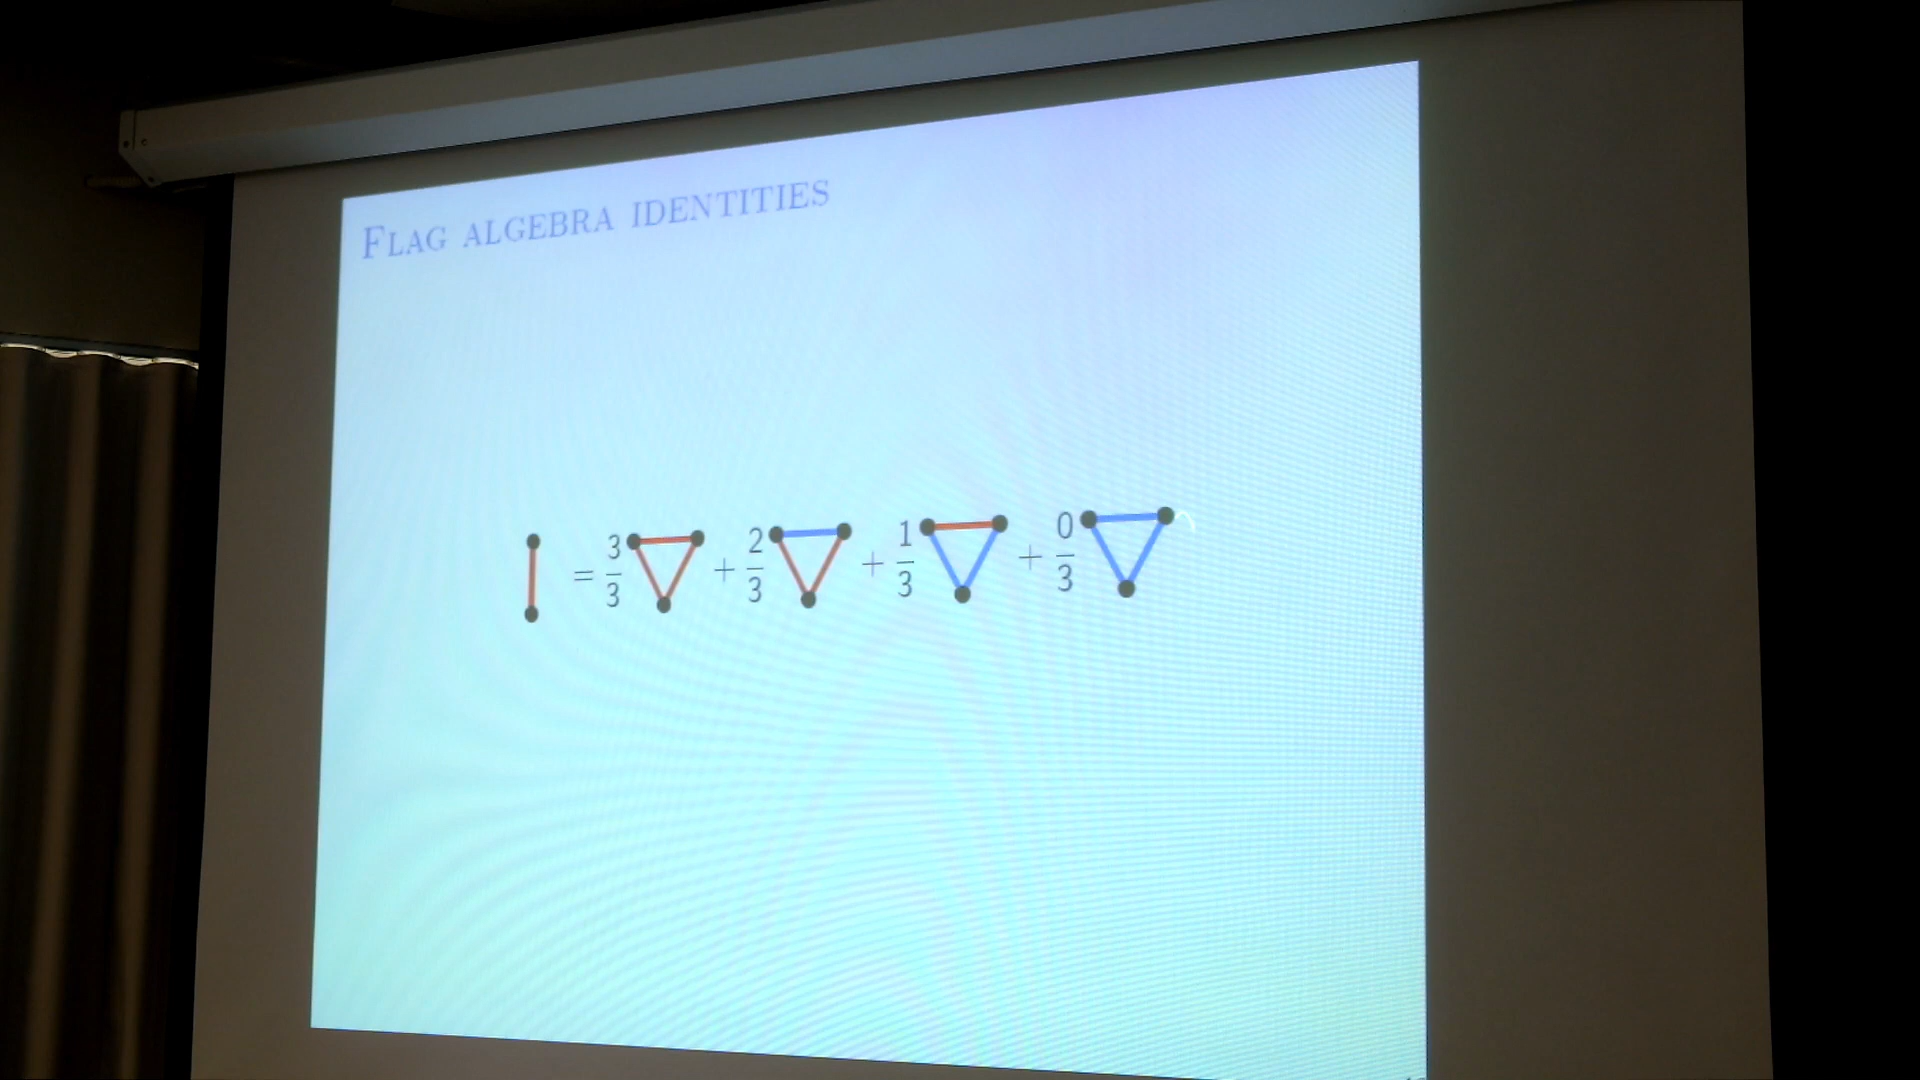 FLAG ALGEBRA IDENTITIES
= 3/3 + 2/3 + 1/3 + 0/3